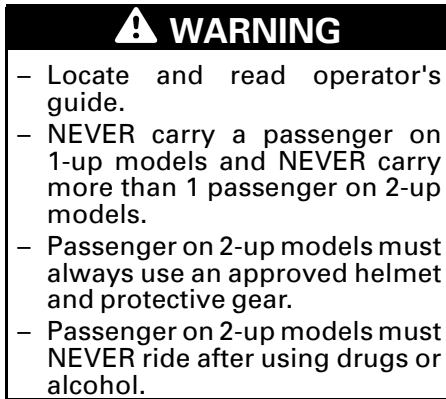 WARNING
– Locate and read operator's
guide.
– NEVER carry a passenger on
1-up models and NEVER carry
more than 1 passenger on 2-up
models.
– Passenger on 2-up models must
always use an approved helmet
and protective gear.
– Passenger on 2-up models must
NEVER ride after using drugs or
alcohol.